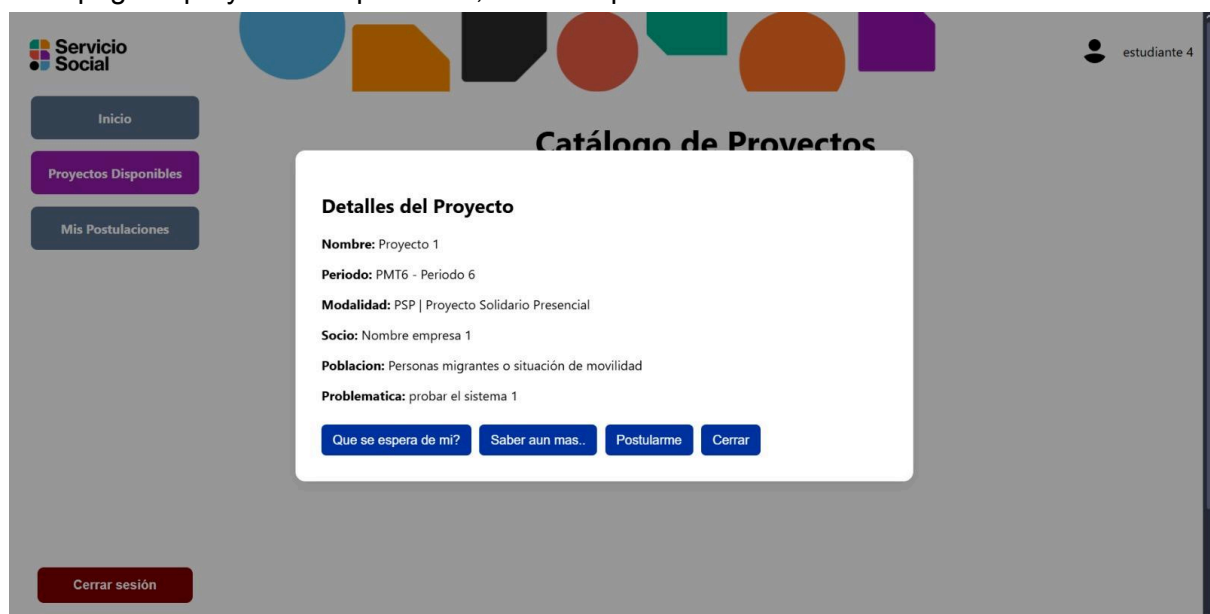 Servicio
Social
estudiante 4
Inicio
Catálogo de Proyectos
Proyectos Disponibles
Mis Postulaciones
Detalles del Proyecto
Nombre: Proyecto 1
Periodo: PMT6 - Periodo 6
Modalidad: PSP | Proyecto Solidario Presencial
Socio: Nombre empresa 1
Poblacion: Personas migrantes o situación de movilidad
Problematica: probar el sistema 1
Que se espera de mi? Saber aun mas.. Postularme Cerrar
Cerrar sesión